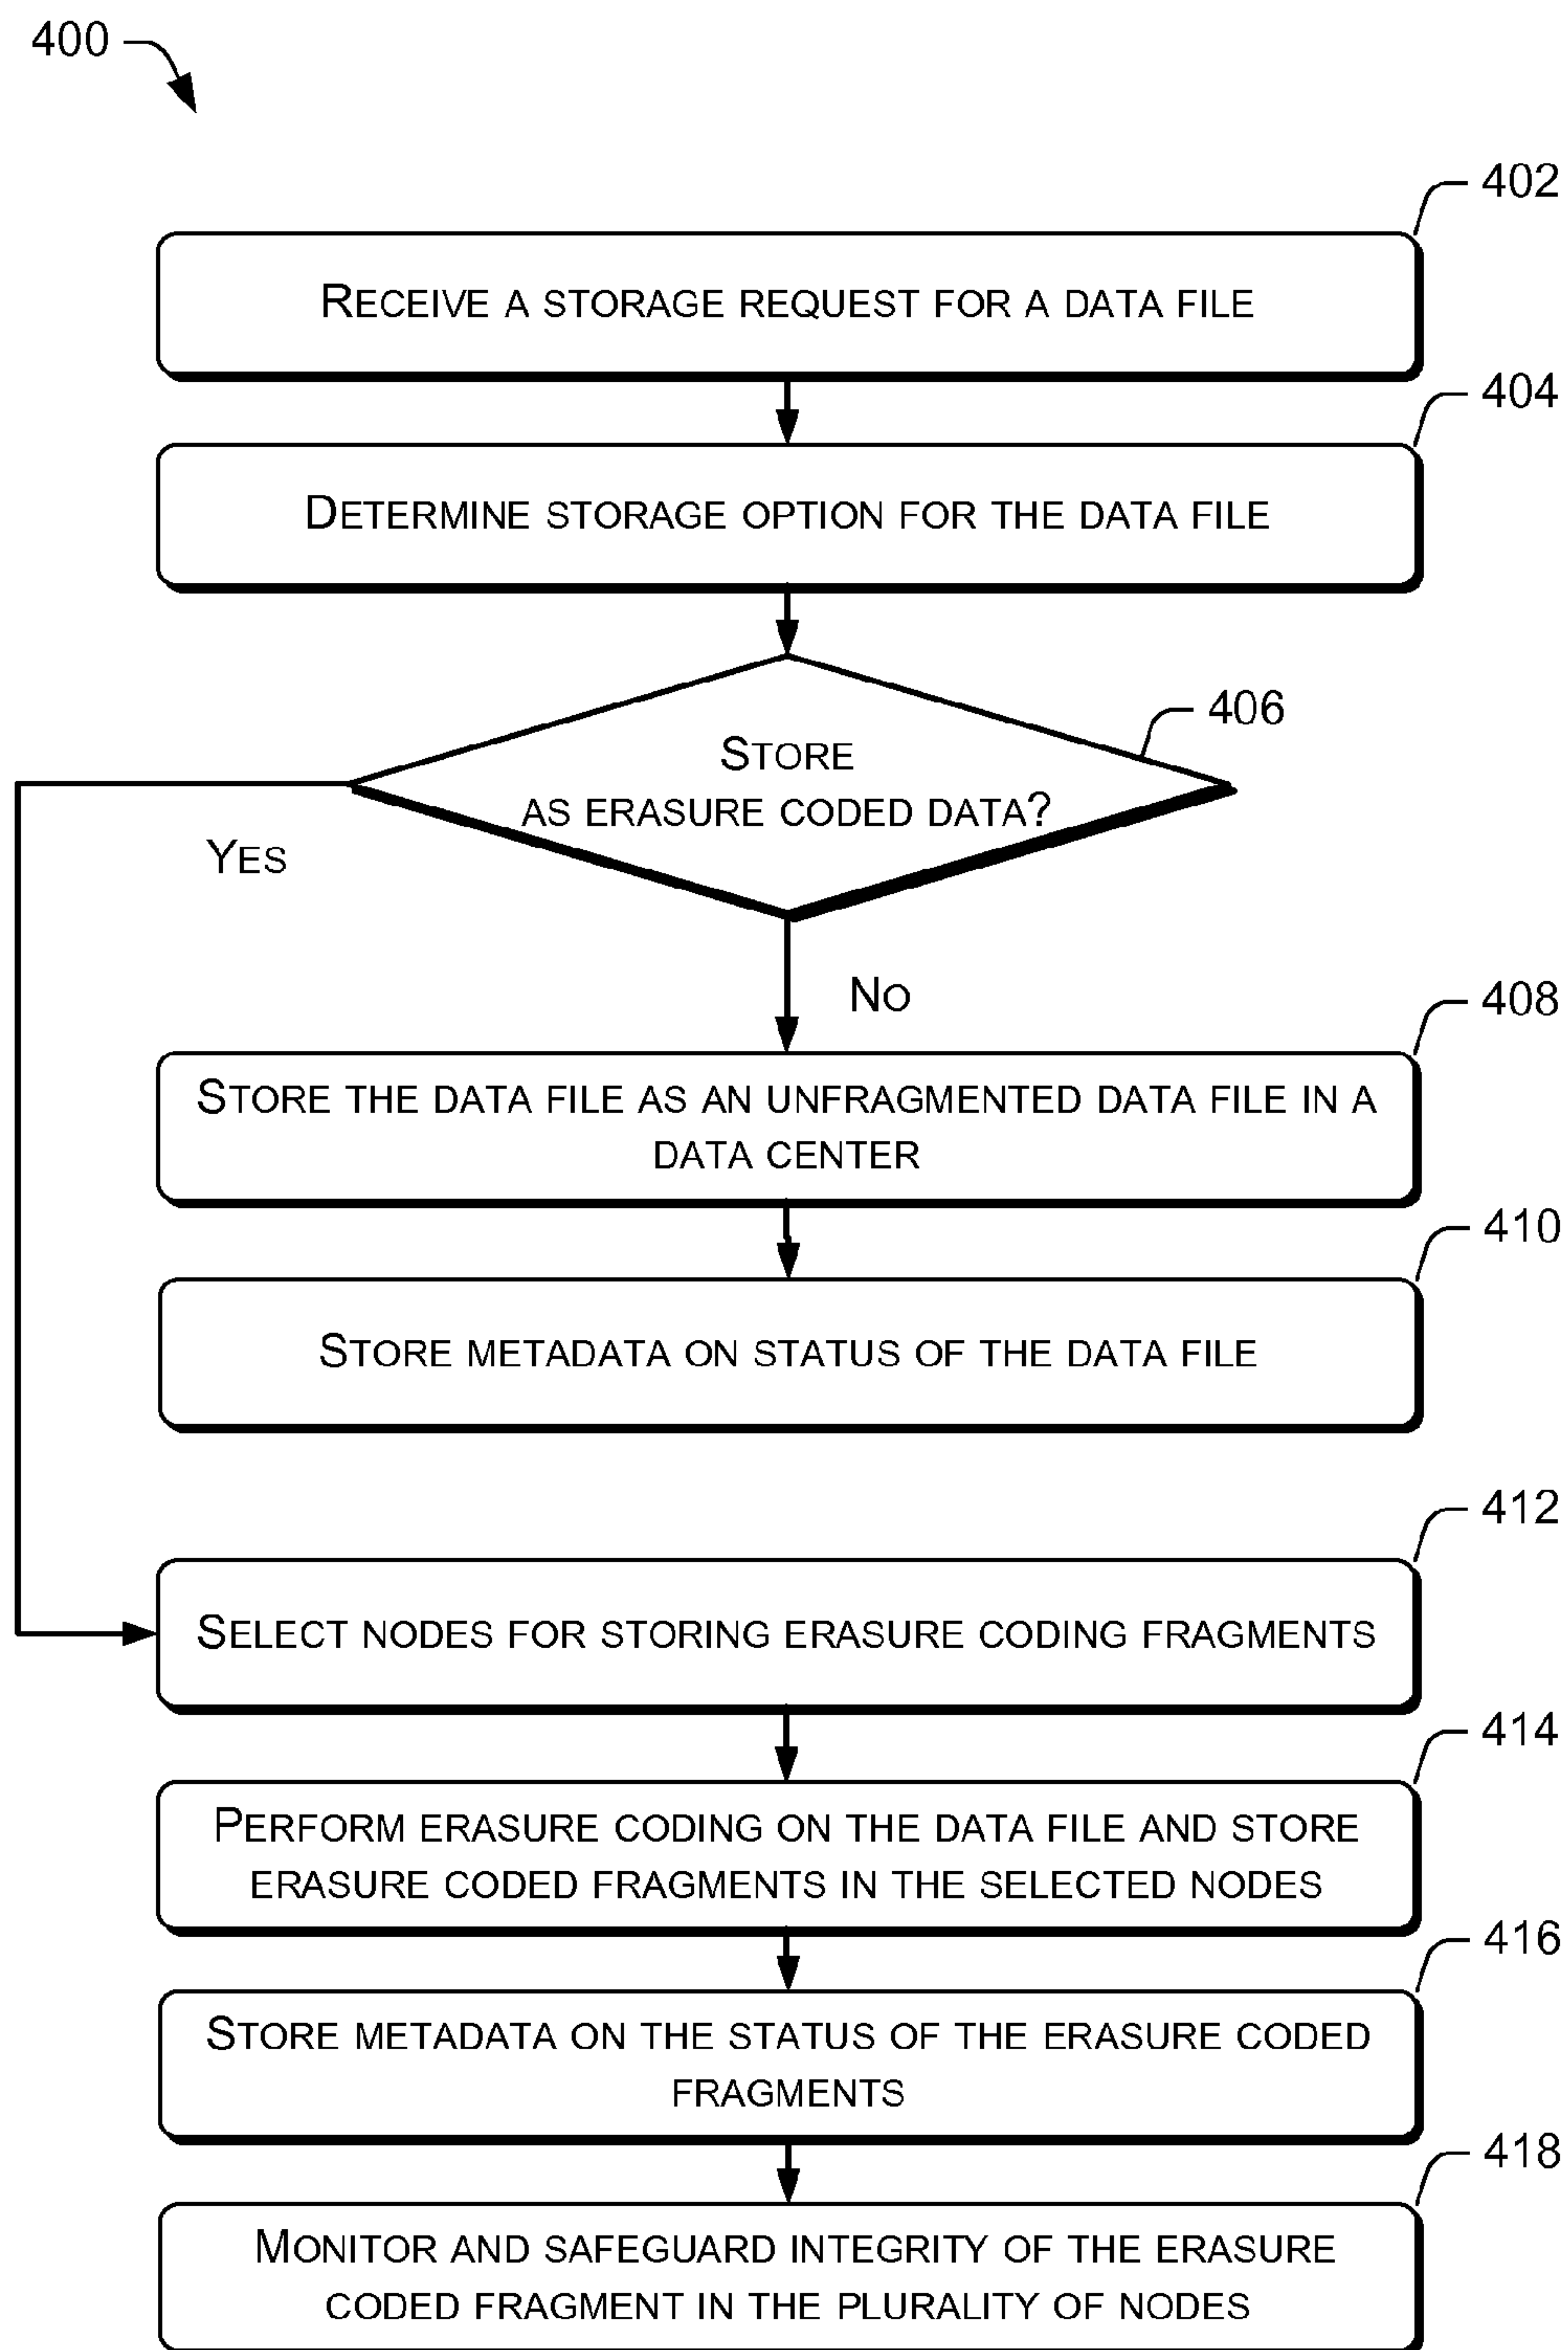 400
402
RECEIVE A STORAGE REQUEST FOR A DATA FILE
404
DETERMINE STORAGE OPTION FOR THE DATA FILE
406
STORE
AS ERASURE CODED DATA?
YES
NO
408
STORE THE DATA FILE AS AN UNFRAGMENTED DATA FILE IN A
DATA CENTER
410
STORE METADATA ON STATUS OF THE DATA FILE
412
SELECT NODES FOR STORING ERASURE CODING FRAGMENTS
414
PERFORM ERASURE CODING ON THE DATA FILE AND STORE
ERASURE CODED FRAGMENTS IN THE SELECTED NODES
416
STORE METADATA ON THE STATUS OF THE ERASURE CODED
FRAGMENTS
418
MONITOR AND SAFEGUARD INTEGRITY OF THE ERASURE
CODED FRAGMENT IN THE PLURALITY OF NODES